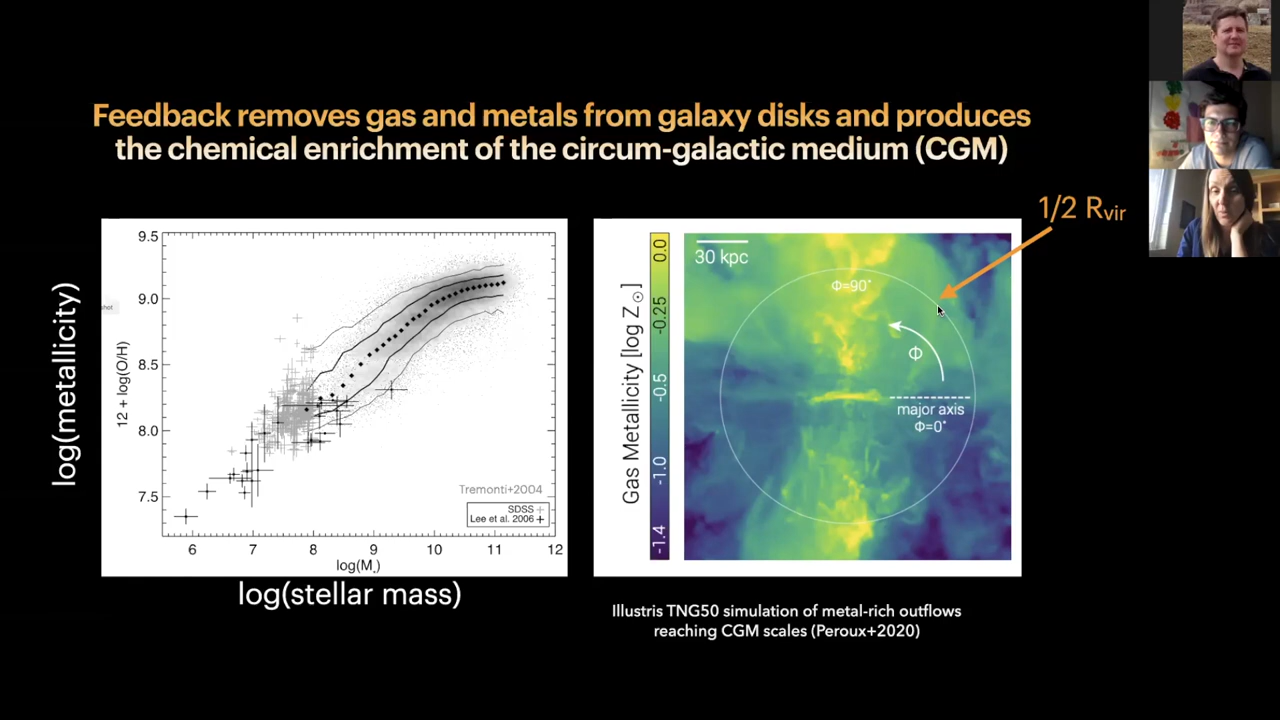 Feedback removes gas and metals from galaxy disks and produces
the chemical enrichment of the circum-galactic medium (CGM)
1/2 Rvir
log(metallicity)
12 + log(O/H)
9.5
9.0
8.5
8.0
7.5
shot
Tremonti+2004
SDSS
Lee et al. 2006
6 7 8 9 10 11 12
log(M*)
log(stellar mass)
Gas Metallicity [log Z⊙]
0.0
-0.25
-0.5
-1.0
-1.4
30 kpc
Φ=90°
Φ
major axis
Φ=0°
Illustris TNG50 simulation of metal-rich outflows
reaching CGM scales (Peroux+2020)